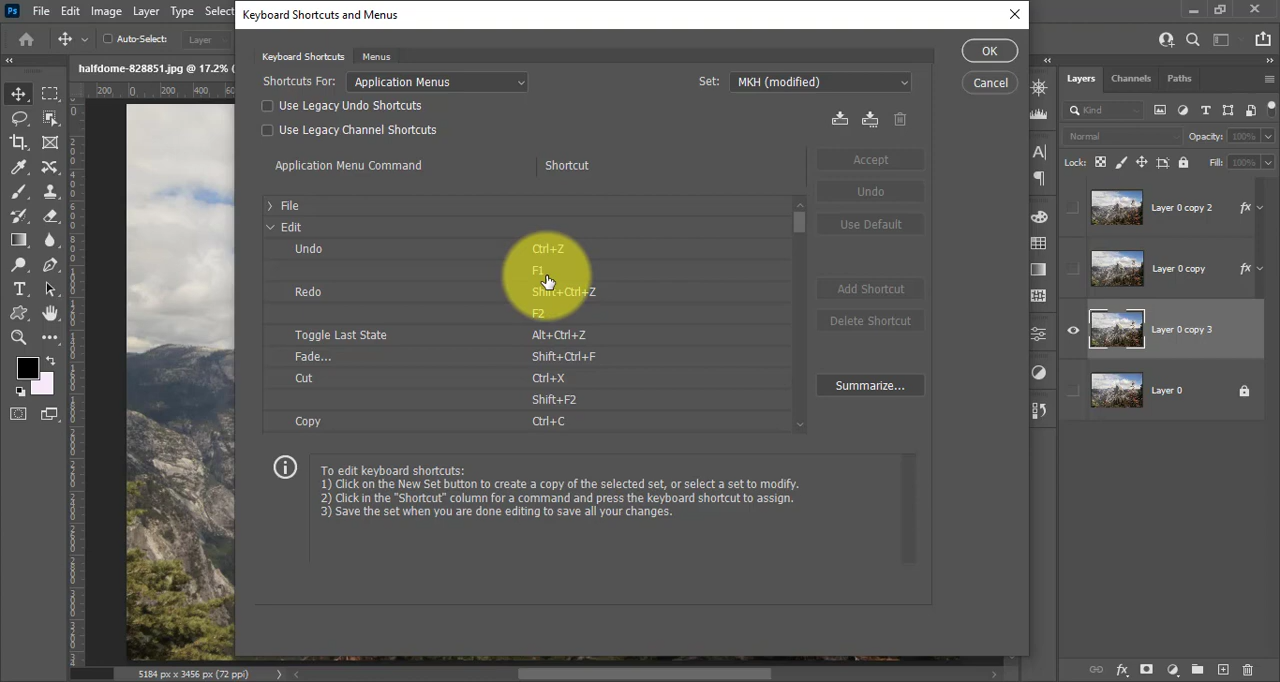 Ps File Edit Image Layer Type Select
Keyboard Shortcuts and Menus
Auto-Select: Layer
halfdome-828851.jpg @ 17.2% (
Keyboard Shortcuts Menus
OK
Shortcuts For: Application Menus Set: MKH (modified)
Cancel
Use Legacy Undo Shortcuts
Use Legacy Channel Shortcuts
Application Menu Command Shortcut
Accept
Undo
Use Default
Add Shortcut
Delete Shortcut
Summarize...
File
Edit
Undo Ctrl+Z
F1
Redo Shift+Ctrl+Z
F2
Toggle Last State Alt+Ctrl+Z
Fade... Shift+Ctrl+F
Cut Ctrl+X
Shift+F2
Copy Ctrl+C
To edit keyboard shortcuts:
1) Click on the New Set button to create a copy of the selected set, or select a set to modify.
2) Click in the "Shortcut" column for a command and press the keyboard shortcut to assign.
3) Save the set when you are done editing to save all your changes.
Layers Channels Paths
Kind
Normal Opacity: 100%
Lock: Fill: 100%
Layer 0 copy 2 fx
Layer 0 copy fx
Layer 0 copy 3
Layer 0
5184 px x 3456 px (72 ppi)